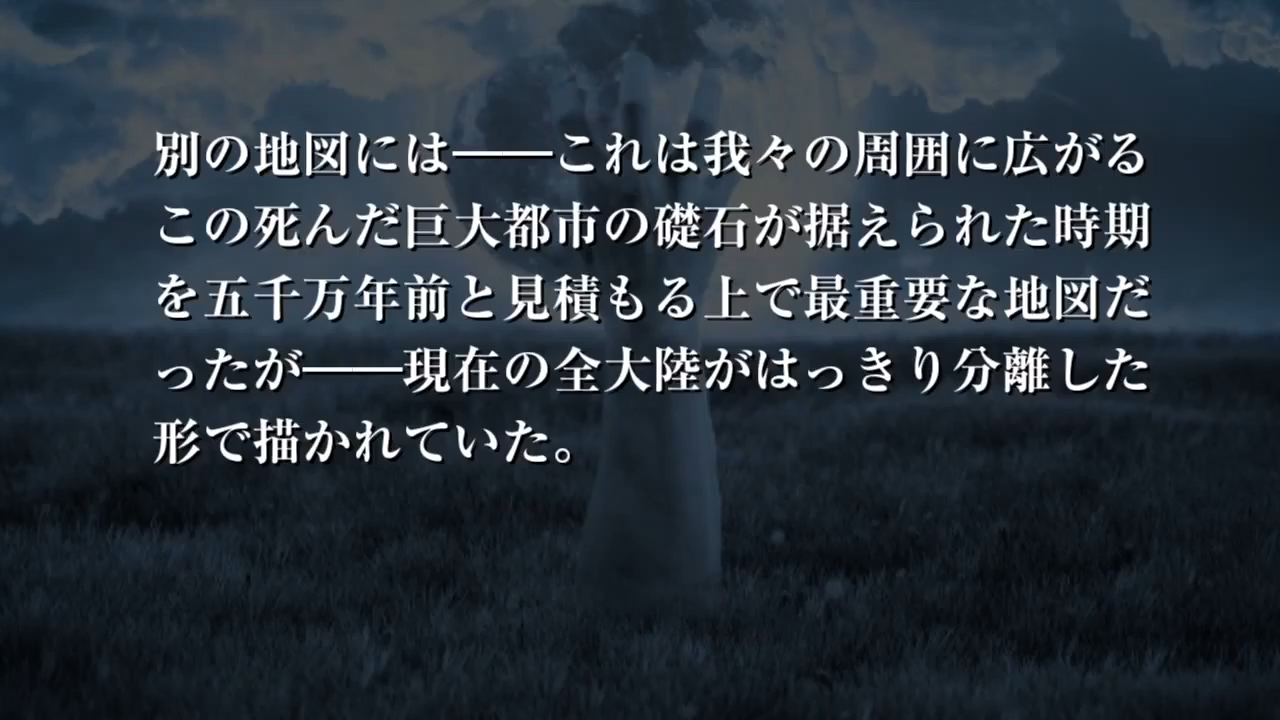 別の地図には――これは我々の周囲に広がる
この死んだ巨大都市の礎石が据えられた時期
を五千万年前と見積もる上で最重要な地図だ
ったが――現在の全大陸がはっきり分離した
形で描かれていた。